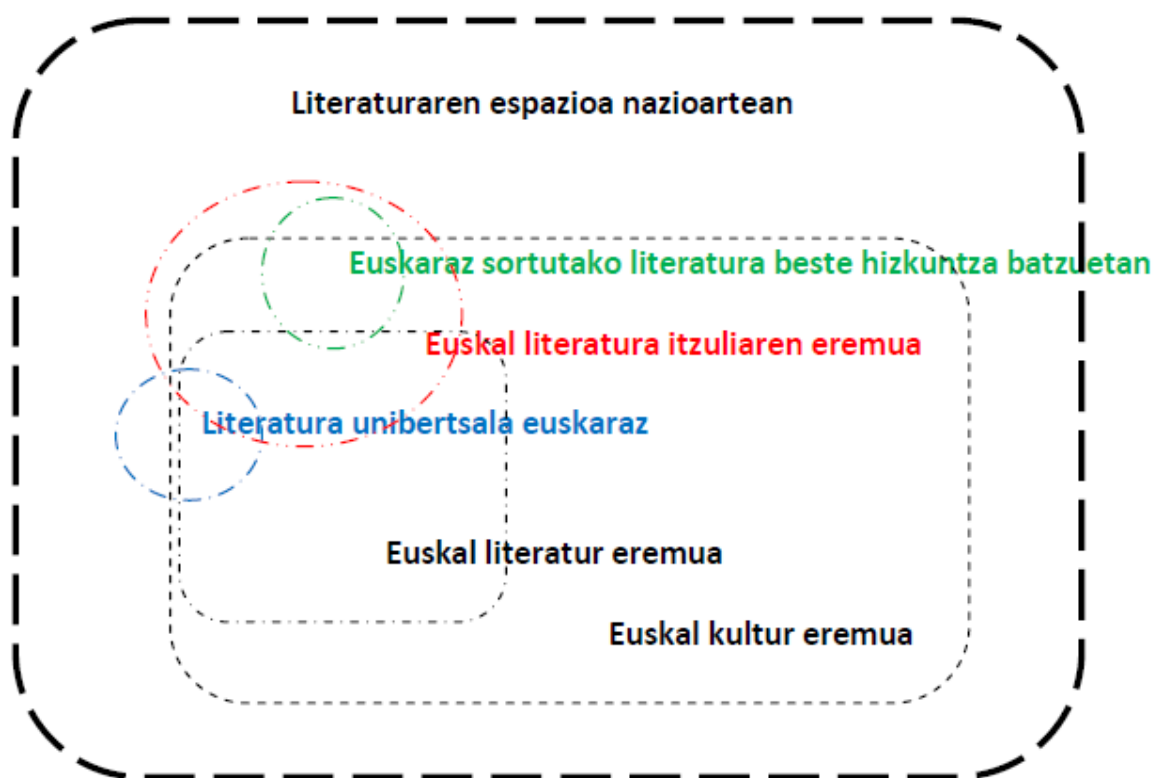 Literaturaren espazioa nazioartean
Euskaraz sortutako literatura beste hizkuntza batzuetan
Euskal literatura itzuliaren eremua
Literatura unibertsala euskaraz
Euskal literatur eremua
Euskal kultur eremua